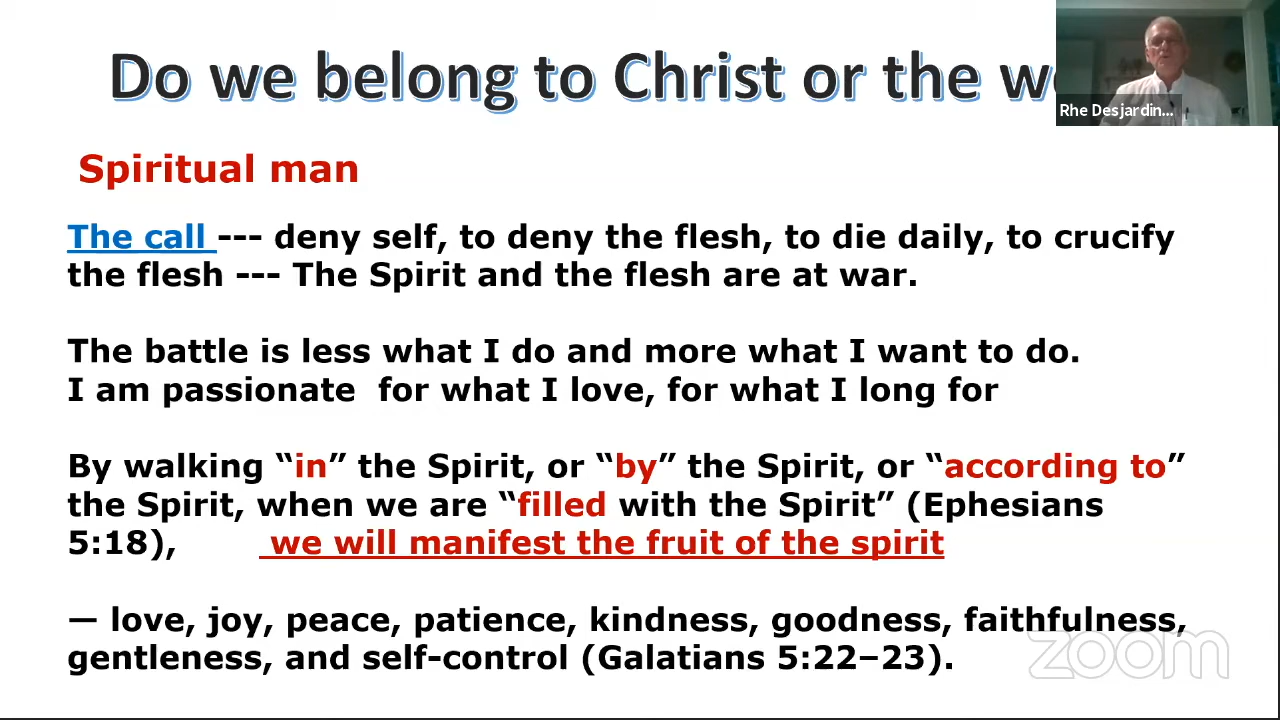 Do we belong to Christ or the w
Rhe Desjardin...
Spiritual man
The call --- deny self, to deny the flesh, to die daily, to crucify
the flesh --- The Spirit and the flesh are at war.
The battle is less what I do and more what I want to do.
I am passionate for what I love, for what I long for
By walking “in” the Spirit, or “by” the Spirit, or “according to”
the Spirit, when we are “filled with the Spirit” (Ephesians
5:18), we will manifest the fruit of the spirit
— love, joy, peace, patience, kindness, goodness, faithfulness,
gentleness, and self-control (Galatians 5:22–23).
zoom